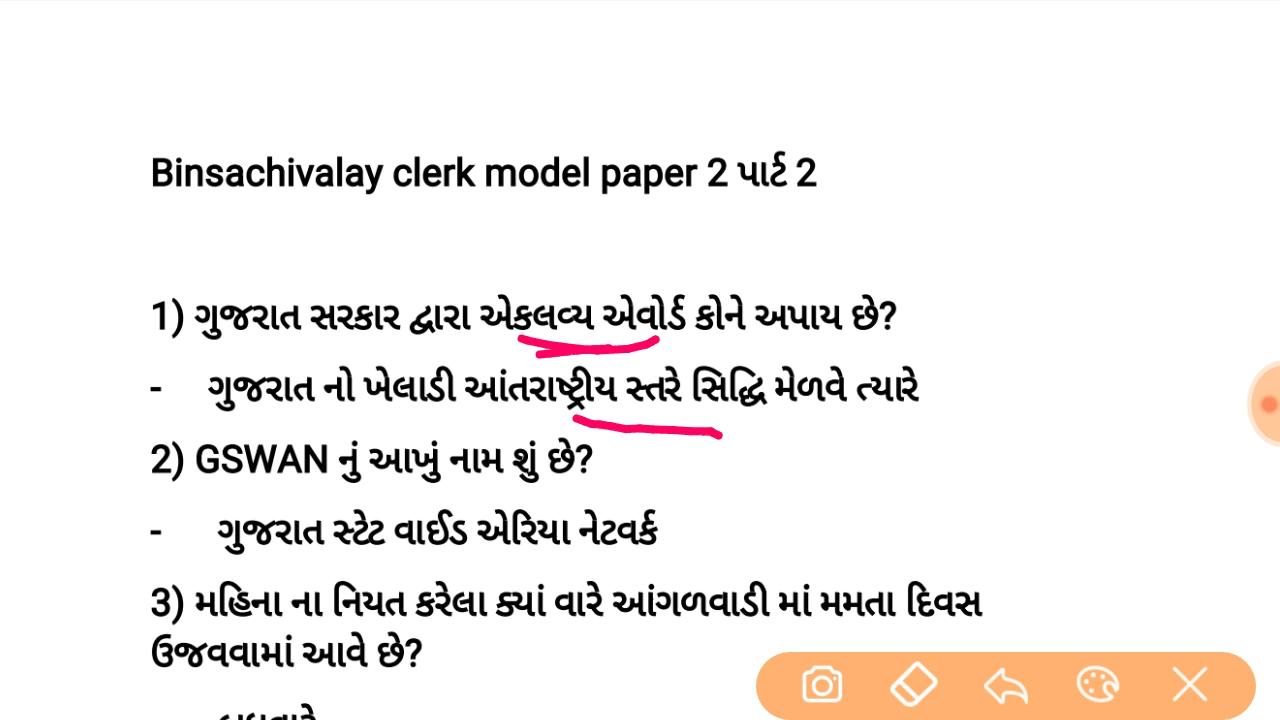 Binsachivalay clerk model paper 2 પાર્ટ 2
1) ગુજરાત સરકાર દ્વારા એકલવ્ય એવોર્ડ કોને અપાય છે?
- ગુજરાત નો ખેલાડી આંતરાષ્ટ્રીય સ્તરે સિદ્ધિ મેળવે ત્યારે
2) GSWAN નું આખું નામ શું છે?
- ગુજરાત સ્ટેટ વાઈડ એરિયા નેટવર્ક
3) મહિના ના નિયત કરેલા ક્યાં વારે આંગળવાડી માં મમતા દિવસ
ઉજવવામાં આવે છે?